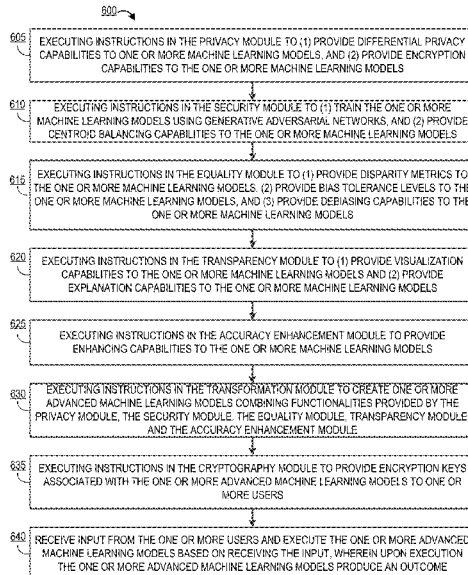 600
605
EXECUTING INSTRUCTIONS IN THE PRIVACY MODULE TO (1) PROVIDE DIFFERENTIAL PRIVACY
CAPABILITIES TO ONE OR MORE MACHINE LEARNING MODELS, AND (2) PROVIDE ENCRYPTION
CAPABILITIES TO THE ONE OR MORE MACHINE LEARNING MODELS
610
EXECUTING INSTRUCTIONS IN THE SECURITY MODULE TO (1) TRAIN THE ONE OR MORE
MACHINE LEARNING MODELS USING GENERATIVE ADVERSARIAL NETWORKS, AND (2) PROVIDE
CENTROID BALANCING CAPABILITIES TO THE ONE OR MORE MACHINE LEARNING MODELS
615
EXECUTING INSTRUCTIONS IN THE EQUALITY MODULE TO (1) PROVIDE DISPARITY METRICS TO
THE ONE OR MORE MACHINE LEARNING MODELS, (2) PROVIDE BIAS TOLERANCE LEVELS TO THE
ONE OR MORE MACHINE LEARNING MODELS, AND (3) PROVIDE DEBIASING CAPABILITIES TO THE
ONE OR MORE MACHINE LEARNING MODELS
620
EXECUTING INSTRUCTIONS IN THE TRANSPARENCY MODULE TO (1) PROVIDE VISUALIZATION
CAPABILITIES TO THE ONE OR MORE MACHINE LEARNING MODELS AND (2) PROVIDE
EXPLANATION CAPABILITIES TO THE ONE OR MORE MACHINE LEARNING MODELS
625
EXECUTING INSTRUCTIONS IN THE ACCURACY ENHANCEMENT MODULE TO PROVIDE
ENHANCING CAPABILITIES TO THE ONE OR MORE MACHINE LEARNING MODELS
630
EXECUTING INSTRUCTIONS IN THE TRANSFORMATION MODULE TO CREATE ONE OR MORE
ADVANCED MACHINE LEARNING MODELS COMBINING FUNCTIONALITIES PROVIDED BY THE
PRIVACY MODULE, THE SECURITY MODULE, THE EQUALITY MODULE, TRANSPARENCY MODULE
AND THE ACCURACY ENHANCEMENT MODULE
635
EXECUTING INSTRUCTIONS IN THE CRYPTOGRAPHY MODULE TO PROVIDE ENCRYPTION KEYS
ASSOCIATED WITH THE ONE OR MORE ADVANCED MACHINE LEARNING MODELS TO ONE OR
MORE USERS
640
RECEIVE INPUT FROM THE ONE OR MORE USERS AND EXECUTE THE ONE OR MORE ADVANCED
MACHINE LEARNING MODELS BASED ON RECEIVING THE INPUT, WHEREIN UPON EXECUTION
THE ONE OR MORE ADVANCED MACHINE LEARNING MODELS PRODUCE AN OUTCOME